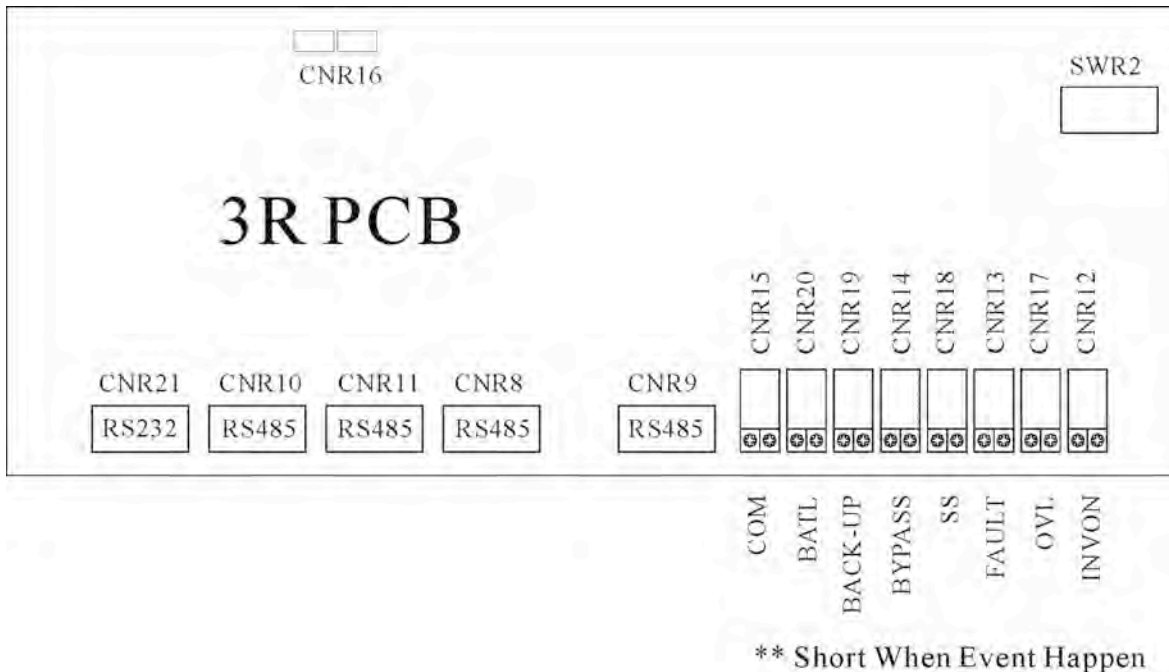 CNR16
SWR2
3R PCB
CNR15 CNR20 CNR19 CNR14 CNR18 CNR13 CNR17 CNR12
CNR21 CNR10 CNR11 CNR8 CNR9
RS232 RS485 RS485 RS485 RS485
COM BATL BACK-UP BYPASS SS FAULT OVL INVON
** Short When Event Happen